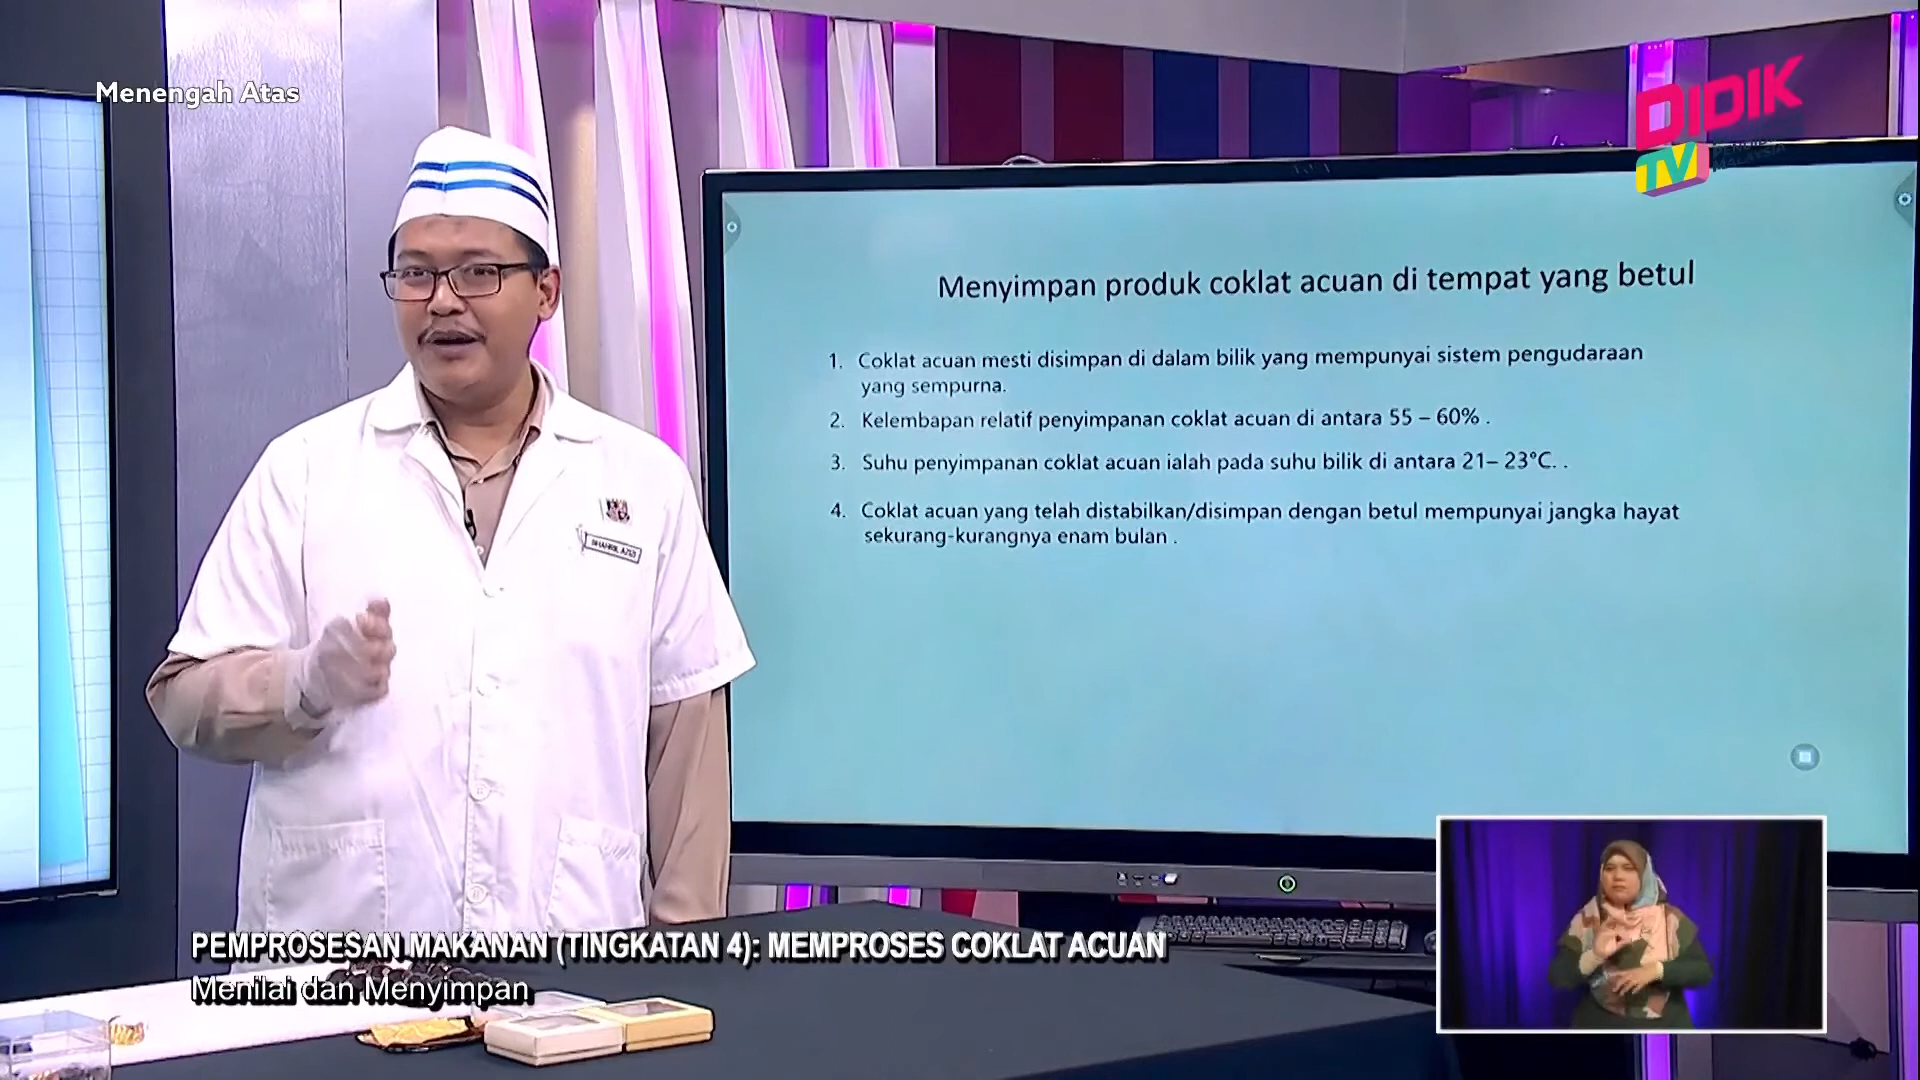 Menengah Atas
DIDIK
TV
MALAYSIA
Menyimpan produk coklat acuan di tempat yang betul
1. Coklat acuan mesti disimpan di dalam bilik yang mempunyai sistem pengudaraan
yang sempurna.
2. Kelembapan relatif penyimpanan coklat acuan di antara 55 – 60% .
3. Suhu penyimpanan coklat acuan ialah pada suhu bilik di antara 21– 23°C. .
4. Coklat acuan yang telah distabilkan/disimpan dengan betul mempunyai jangka hayat
sekurang-kurangnya enam bulan .
PEMPROSESAN MAKANAN (TINGKATAN 4): MEMPROSES COKLAT ACUAN
Menilai dan Menyimpan